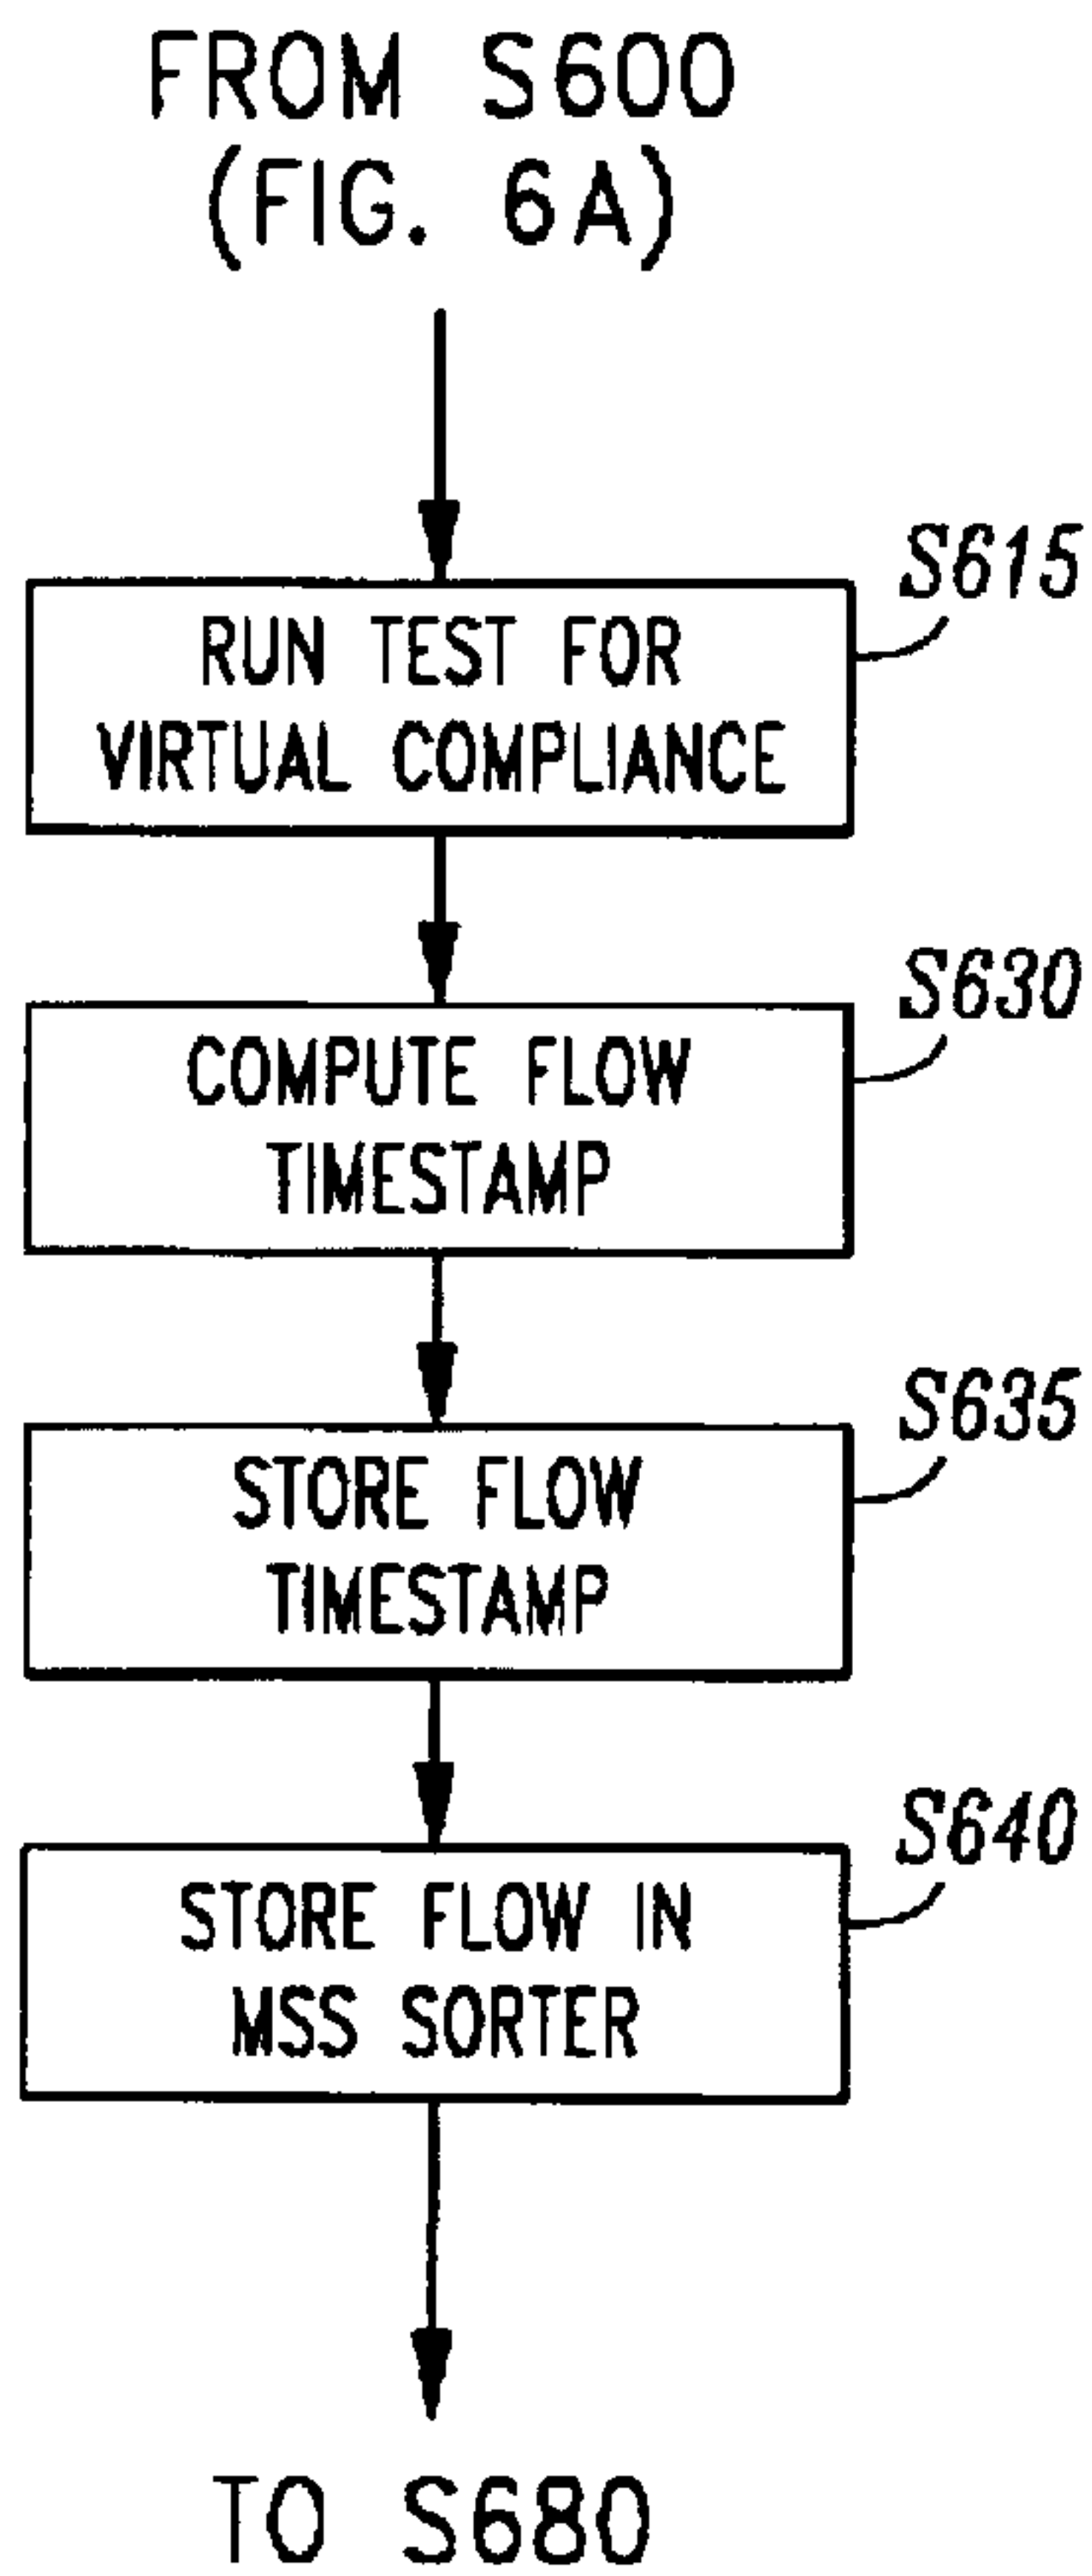 FROM S600
(FIG. 6A)
S615
RUN TEST FOR
VIRTUAL COMPLIANCE
S630
COMPUTE FLOW
TIMESTAMP
S635
STORE FLOW
TIMESTAMP
S640
STORE FLOW IN
MSS SORTER
TO S680